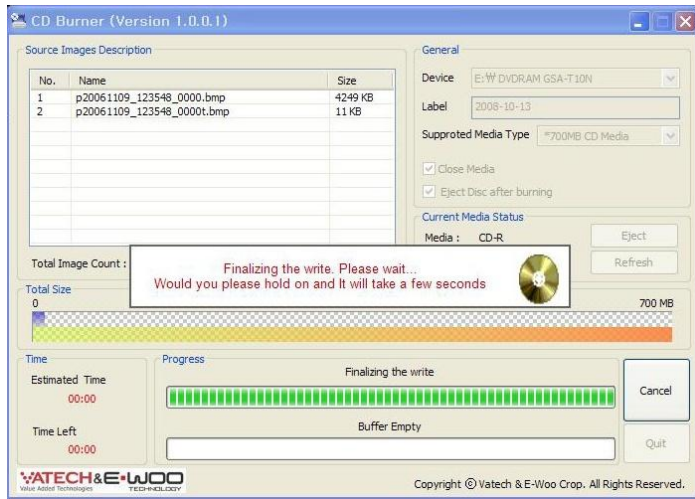 CD Burner (Version 1.0.0.1)
Source Images Description
No. Name Size
1 p20061109_123548_0000.bmp 4249 KB
2 p20061109_123548_0000t.bmp 11 KB
Total Image Count :
General
Device E:₩ DVDRAM GSA-T10N
Label 2008-10-13
Supproted Media Type *700MB CD Media
Close Media
Eject Disc after burning
Current Media Status
Media : CD-R
Eject
Refresh
Finalizing the write. Please wait...
Would you please hold on and It will take a few seconds
Total Size
0 700 MB
Time
Estimated Time
00:00
Time Left
00:00
Progress
Finalizing the write
Buffer Empty
Cancel
Quit
VATECH&E•WOO
Value Added Technologies TECHNOLOGY
Copyright © Vatech & E-Woo Crop. All Rights Reserved.